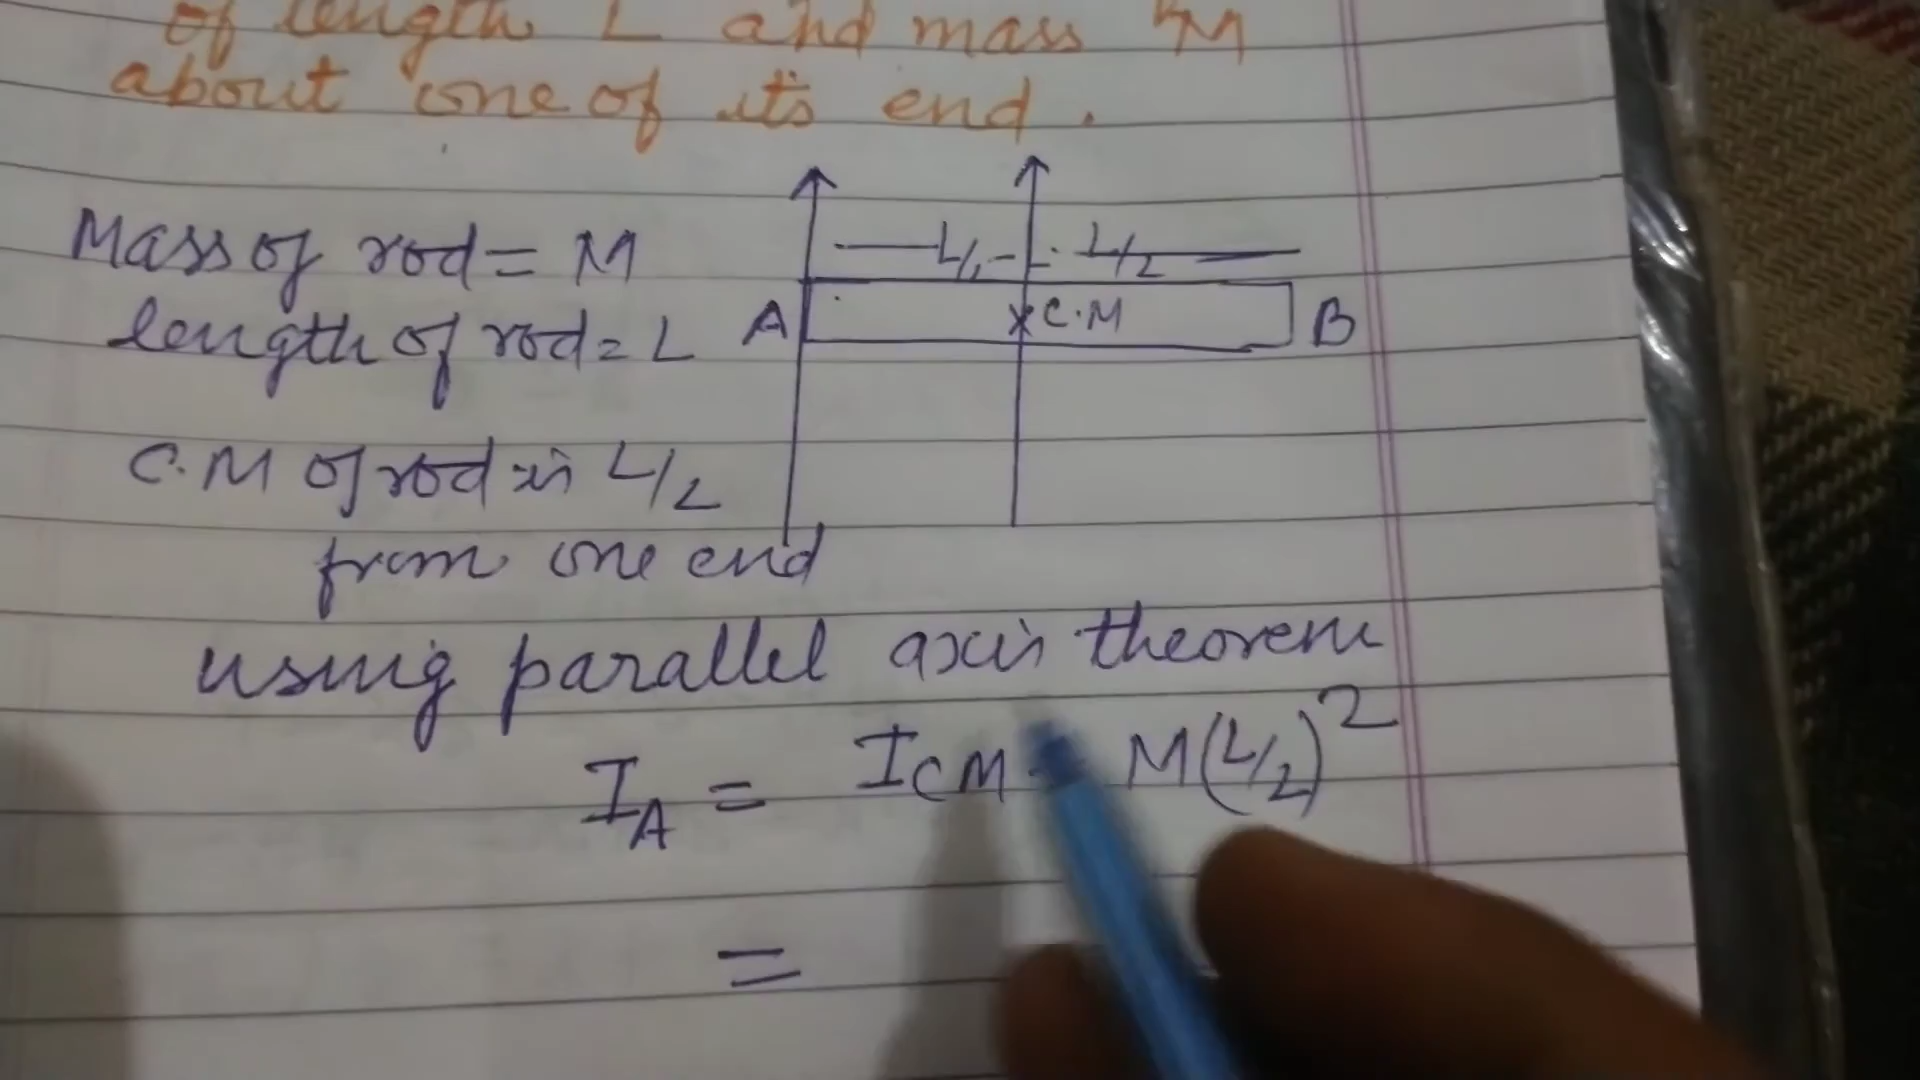 of length L and mass M
about one of its end.
Mass of rod = M
length of rod = L
L/2 L/2
A × C.M B
C.M of rod is L/2
from one end
using parallel axis theorem
I_A = I_CM M(L/2)²
=